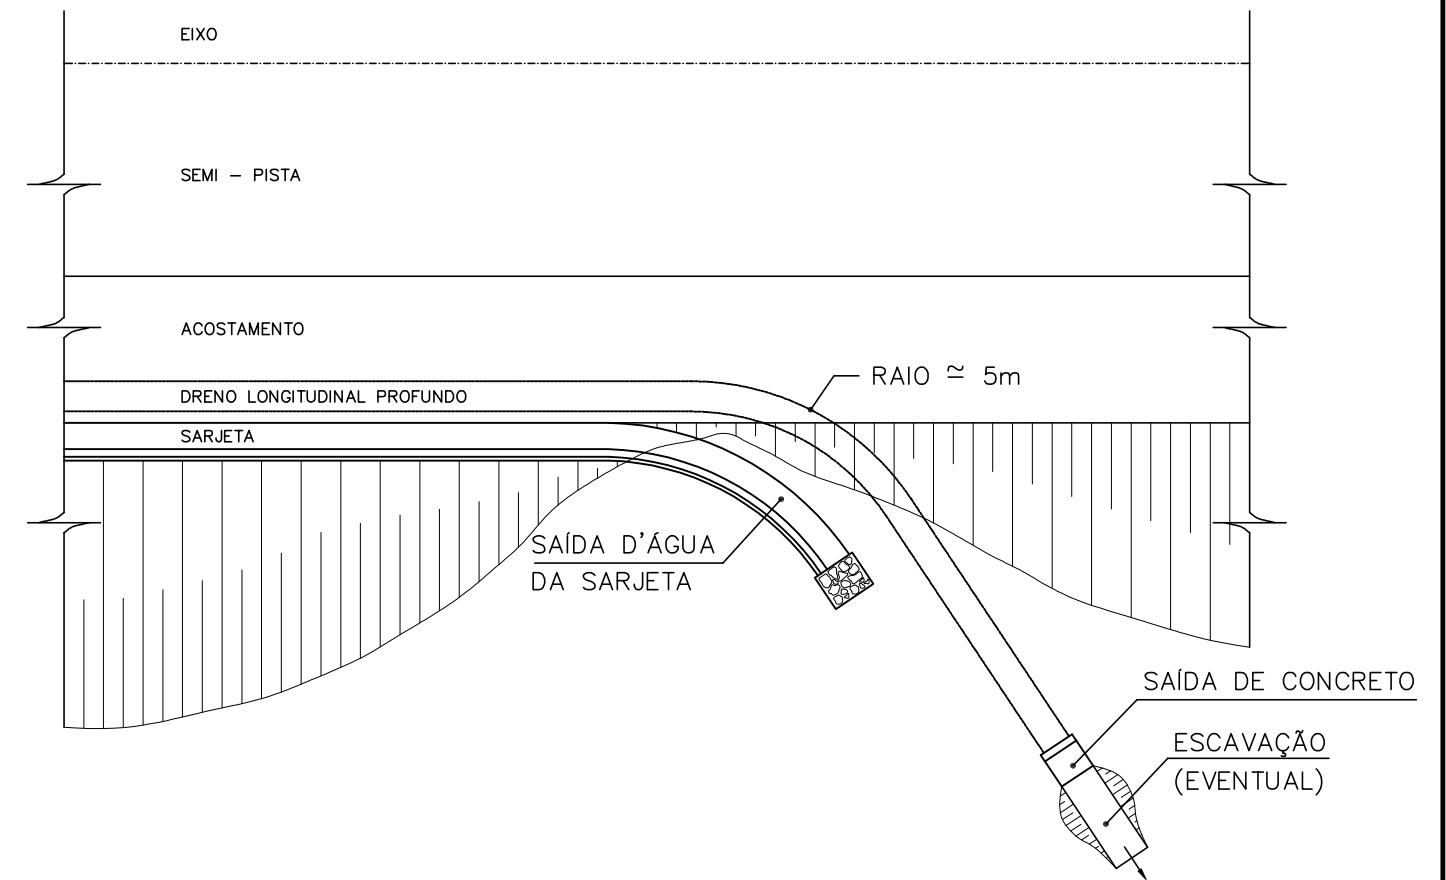 EIXO
SEMI – PISTA
ACOSTAMENTO
RAIO ≃ 5m
DRENO LONGITUDINAL PROFUNDO
SARJETA
SAÍDA D'ÁGUA
DA SARJETA
SAÍDA DE CONCRETO
ESCAVAÇÃO
(EVENTUAL)